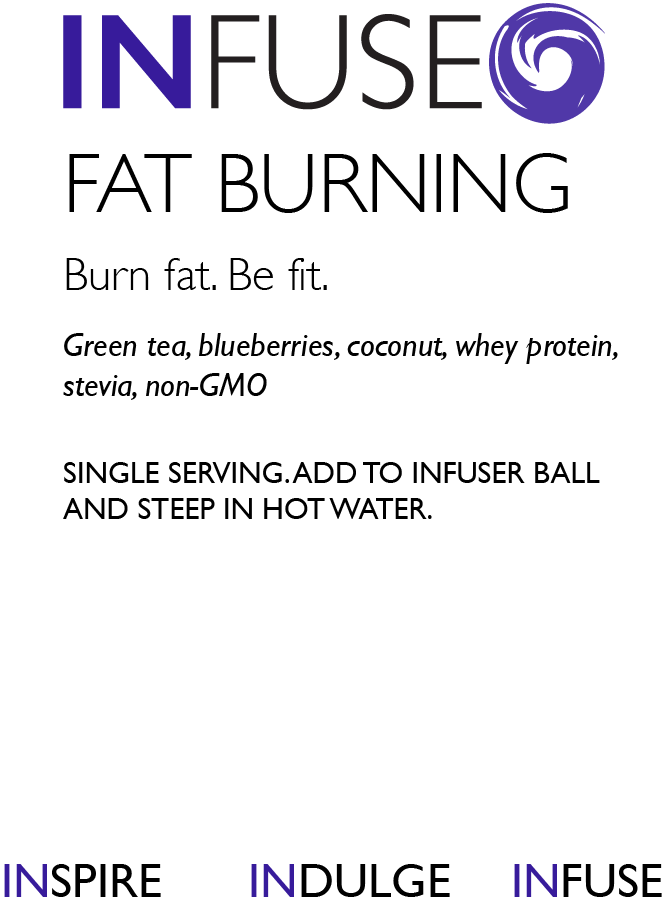 INFUSE
FAT BURNING
Burn fat. Be fit.
Green tea, blueberries, coconut, whey protein,
stevia, non-GMO
SINGLE SERVING. ADD TO INFUSER BALL
AND STEEP IN HOT WATER.
INSPIRE INDULGE INFUSE